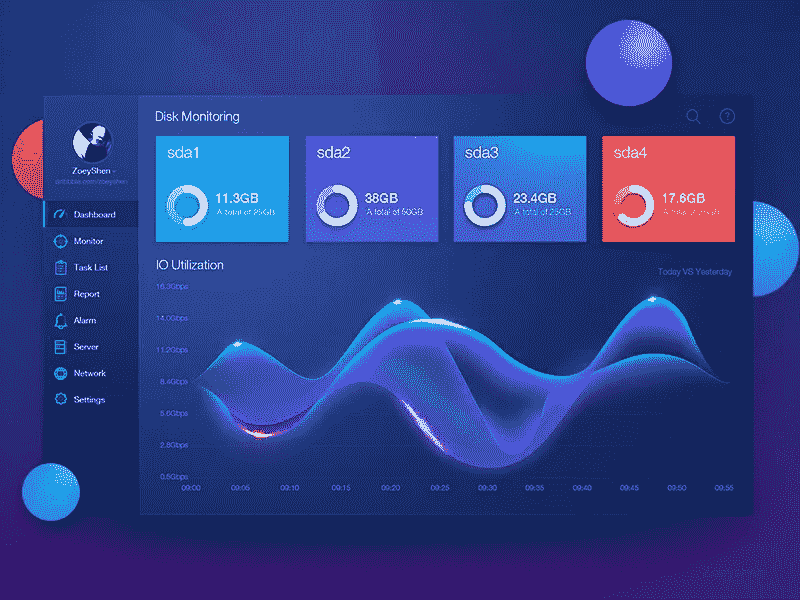 Disk Monitoring
?
ZoeyShen
dribbble.com/zoeyshen
Dashboard
Monitor
Task List
Report
Alarm
Server
Network
Settings
sda1
11.3GB
A total of 25GB
sda2
38GB
A total of 50GB
sda3
23.4GB
A total of 25GB
sda4
17.6GB
A total of
IO Utilization
Today VS Yesterday
16.3Gbps
14.0Gbps
11.2Gbps
8.4Gbps
5.6Gbps
2.8Gbps
0.5Gbps
09:00 09:05 09:10 09:15 09:20 09:25 09:30 09:35 09:40 09:45 09:50 09:55